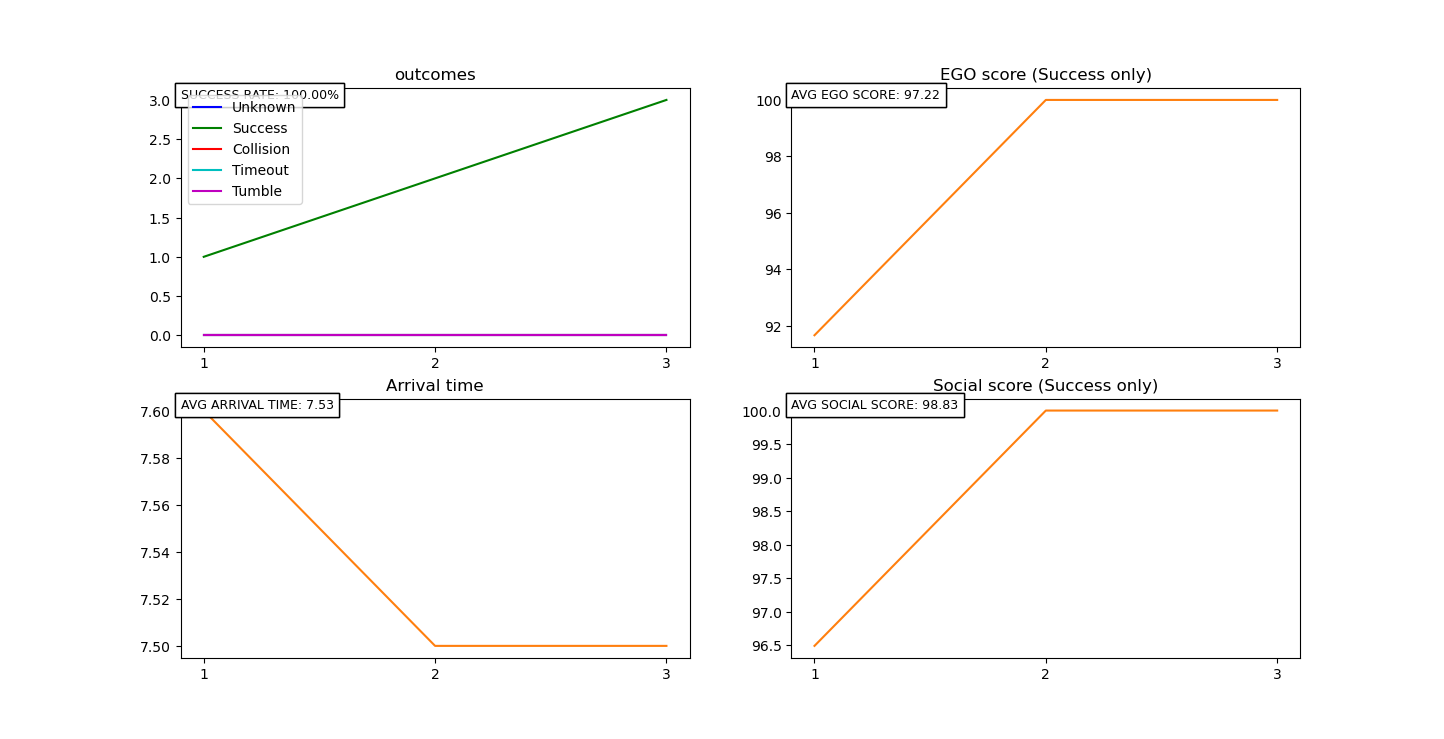 outcomes
SUCCESS RATE: 100.00%
Unknown
Success
Collision
Timeout
Tumble
3.0
2.5
2.0
1.5
1.0
0.5
0.0
1 2 3
EGO score (Success only)
AVG EGO SCORE: 97.22
100
98
96
94
92
1 2 3
Arrival time
AVG ARRIVAL TIME: 7.53
7.60
7.58
7.56
7.54
7.52
7.50
1 2 3
Social score (Success only)
AVG SOCIAL SCORE: 98.83
100.0
99.5
99.0
98.5
98.0
97.5
97.0
96.5
1 2 3